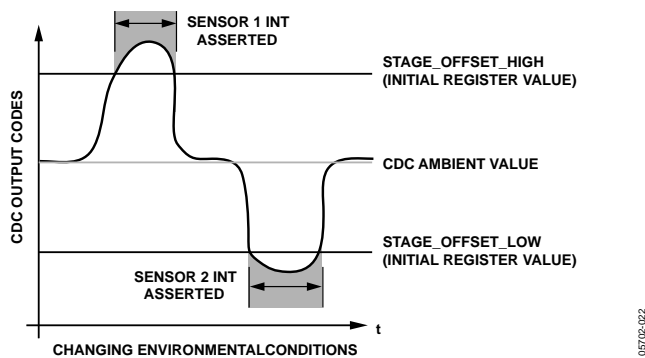 SENSOR 1 INT
ASSERTED
STAGE_OFFSET_HIGH
(INITIAL REGISTER VALUE)
CDC OUTPUT CODES
CDC AMBIENT VALUE
STAGE_OFFSET_LOW
(INITIAL REGISTER VALUE)
SENSOR 2 INT
ASSERTED
t
CHANGING ENVIRONMENTALCONDITIONS
05702-022